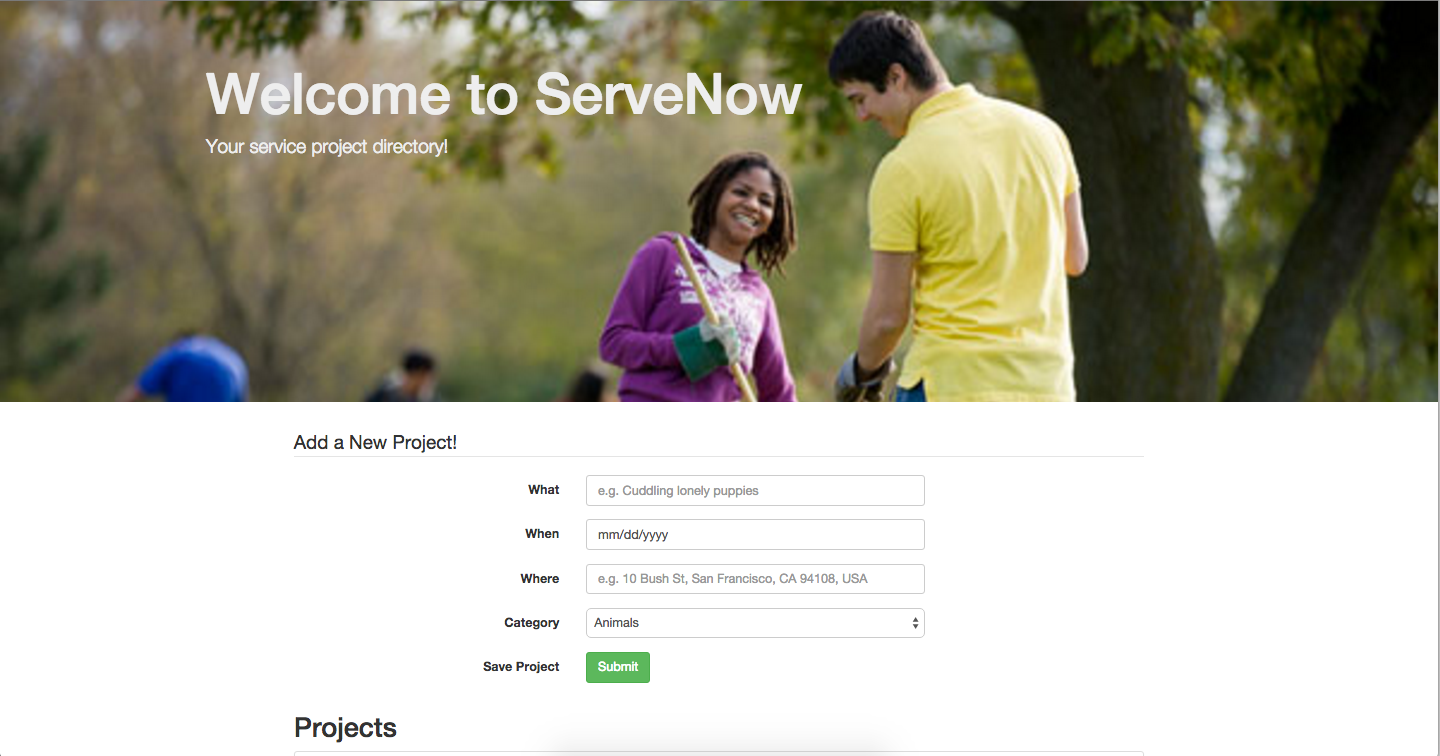 Welcome to ServeNow
Your service project directory!
Add a New Project!
What
e.g. Cuddling lonely puppies
When
mm/dd/yyyy
Where
e.g. 10 Bush St, San Francisco, CA 94108, USA
Category
Animals
Save Project
Submit
Projects